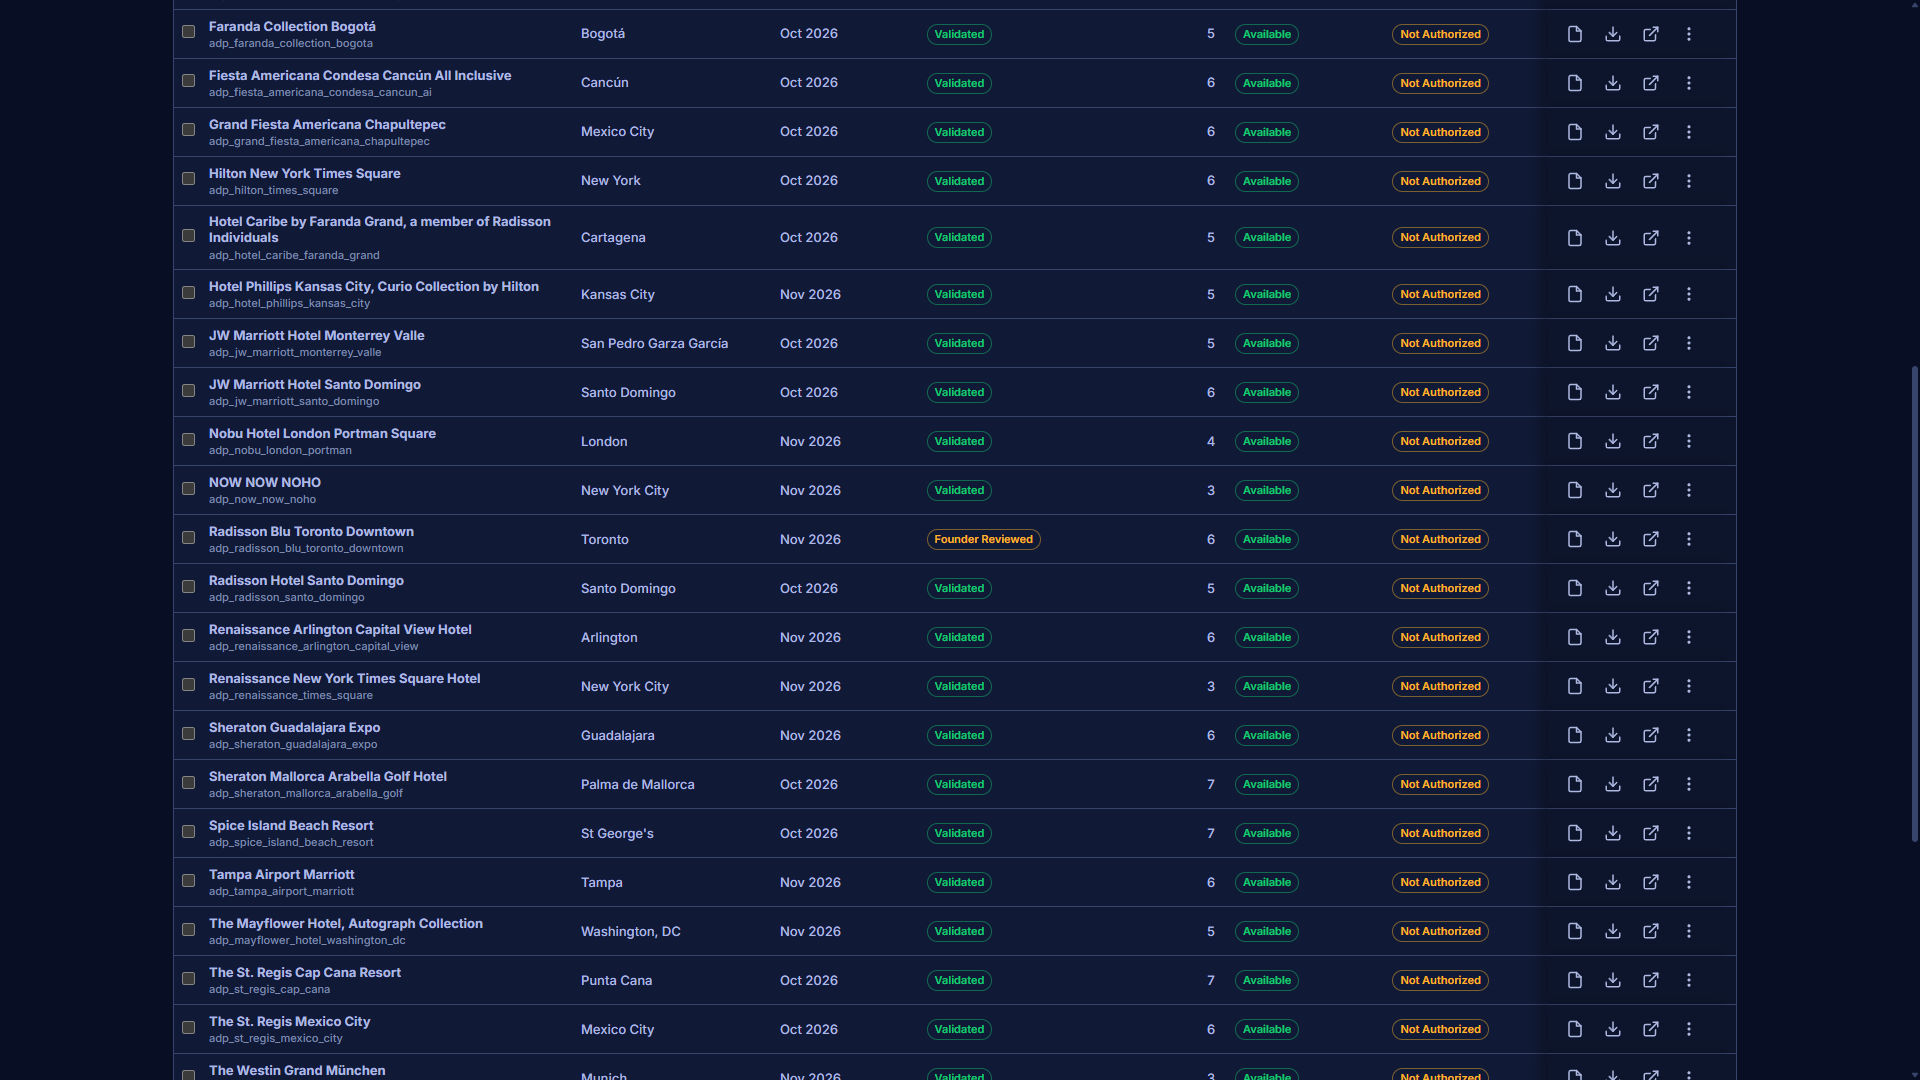 Faranda Collection Bogotá
adp_faranda_collection_bogota
Bogotá Oct 2026 Validated 5 Available Not Authorized
Fiesta Americana Condesa Cancún All Inclusive
adp_fiesta_americana_condesa_cancun_ai
Cancún Oct 2026 Validated 6 Available Not Authorized
Grand Fiesta Americana Chapultepec
adp_grand_fiesta_americana_chapultepec
Mexico City Oct 2026 Validated 6 Available Not Authorized
Hilton New York Times Square
adp_hilton_times_square
New York Oct 2026 Validated 6 Available Not Authorized
Hotel Caribe by Faranda Grand, a member of Radisson
Individuals
adp_hotel_caribe_faranda_grand
Cartagena Oct 2026 Validated 5 Available Not Authorized
Hotel Phillips Kansas City, Curio Collection by Hilton
adp_hotel_phillips_kansas_city
Kansas City Nov 2026 Validated 5 Available Not Authorized
JW Marriott Hotel Monterrey Valle
adp_jw_marriott_monterrey_valle
San Pedro Garza García Oct 2026 Validated 5 Available Not Authorized
JW Marriott Hotel Santo Domingo
adp_jw_marriott_santo_domingo
Santo Domingo Oct 2026 Validated 6 Available Not Authorized
Nobu Hotel London Portman Square
adp_nobu_london_portman
London Nov 2026 Validated 4 Available Not Authorized
NOW NOW NOHO
adp_now_now_noho
New York City Nov 2026 Validated 3 Available Not Authorized
Radisson Blu Toronto Downtown
adp_radisson_blu_toronto_downtown
Toronto Nov 2026 Founder Reviewed 6 Available Not Authorized
Radisson Hotel Santo Domingo
adp_radisson_santo_domingo
Santo Domingo Oct 2026 Validated 5 Available Not Authorized
Renaissance Arlington Capital View Hotel
adp_renaissance_arlington_capital_view
Arlington Nov 2026 Validated 6 Available Not Authorized
Renaissance New York Times Square Hotel
adp_renaissance_times_square
New York City Nov 2026 Validated 3 Available Not Authorized
Sheraton Guadalajara Expo
adp_sheraton_guadalajara_expo
Guadalajara Nov 2026 Validated 6 Available Not Authorized
Sheraton Mallorca Arabella Golf Hotel
adp_sheraton_mallorca_arabella_golf
Palma de Mallorca Oct 2026 Validated 7 Available Not Authorized
Spice Island Beach Resort
adp_spice_island_beach_resort
St George's Oct 2026 Validated 7 Available Not Authorized
Tampa Airport Marriott
adp_tampa_airport_marriott
Tampa Nov 2026 Validated 6 Available Not Authorized
The Mayflower Hotel, Autograph Collection
adp_mayflower_hotel_washington_dc
Washington, DC Nov 2026 Validated 5 Available Not Authorized
The St. Regis Cap Cana Resort
adp_st_regis_cap_cana
Punta Cana Oct 2026 Validated 7 Available Not Authorized
The St. Regis Mexico City
adp_st_regis_mexico_city
Mexico City Oct 2026 Validated 6 Available Not Authorized
The Westin Grand München
Munich Nov 2026 Validated 3 Available Not Authorized